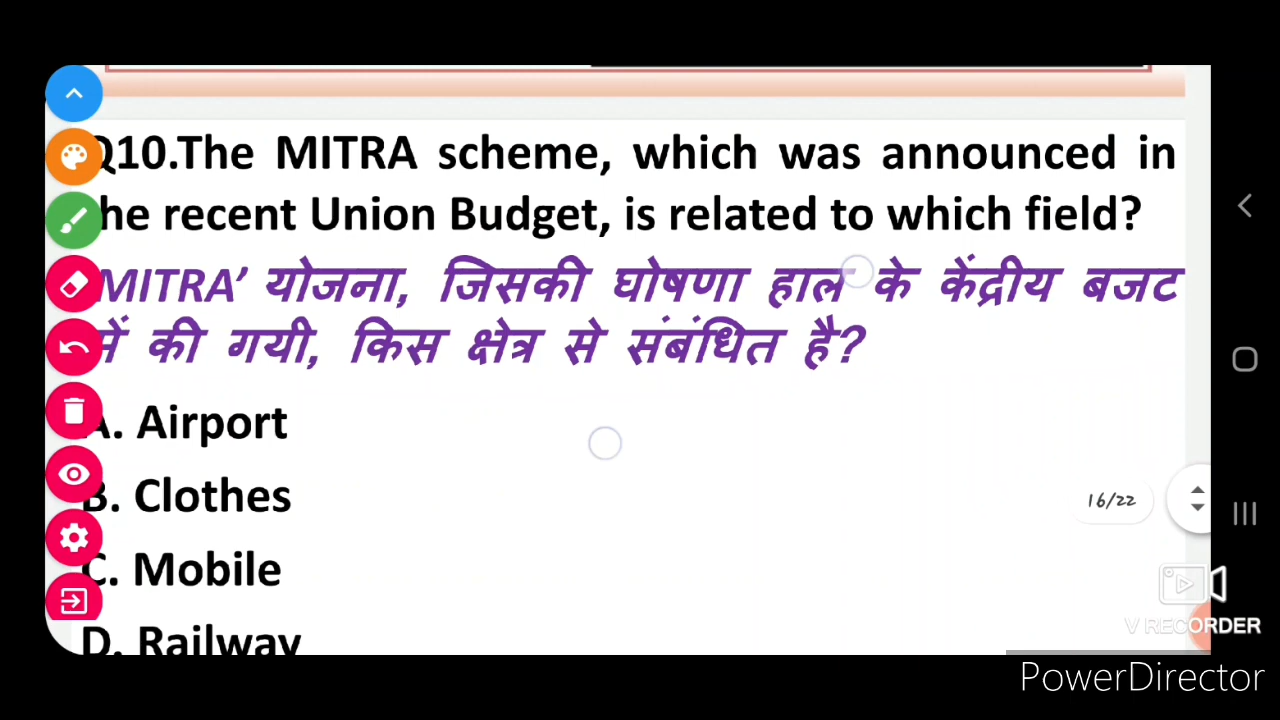 Q10.The MITRA scheme, which was announced in
the recent Union Budget, is related to which field?
MITRA’ योजना, जिसकी घोषणा हाल के केंद्रीय बजट
में की गयी, किस क्षेत्र से संबंधित है?
A. Airport
B. Clothes
16/22
C. Mobile
V RECORDER
D. Railway
PowerDirector